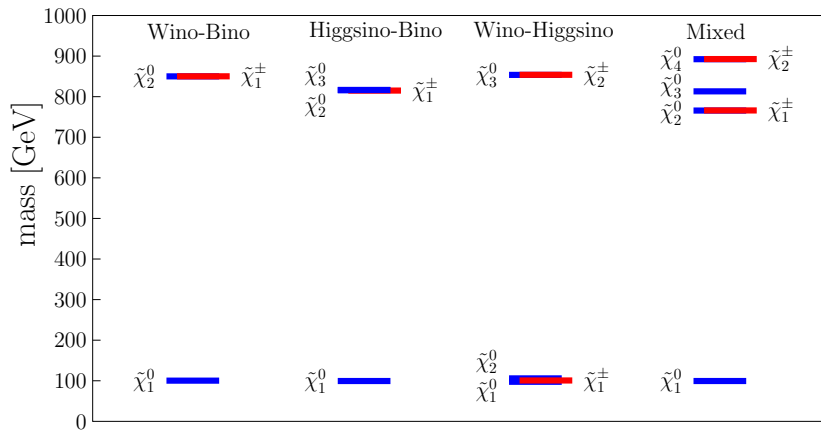 mass [GeV]
1000
900
800
700
600
500
400
300
200
100
0
Wino-Bino
Higgsino-Bino
Wino-Higgsino
Mixed
χ̃⁰₂
χ̃±₁
χ̃⁰₁
χ̃⁰₃
χ̃⁰₂
χ̃±₁
χ̃⁰₁
χ̃⁰₃
χ̃±₂
χ̃⁰₂
χ̃⁰₁
χ̃±₁
χ̃⁰₄
χ̃±₂
χ̃⁰₃
χ̃⁰₂
χ̃±₁
χ̃⁰₁